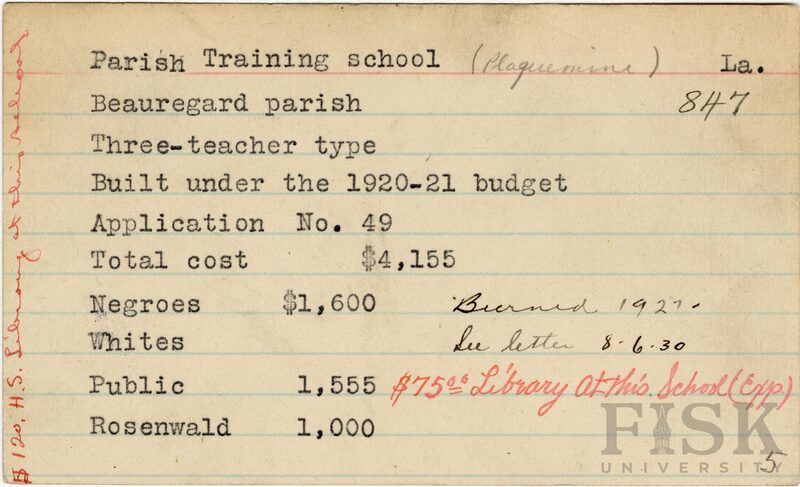 Parish Training school (Plaquemine) La.
Beauregard parish 847
Three-teacher type
Built under the 1920-21 budget
Application No. 49
Total cost $4,155
Negroes $1,600 Burned 1927.
Whites See letter 8-6-30
Public 1,555 $75.00 Library At this School (Exp.)
Rosenwald 1,000
5
$120. H.S. Library at this school
FISK
UNIVERSITY